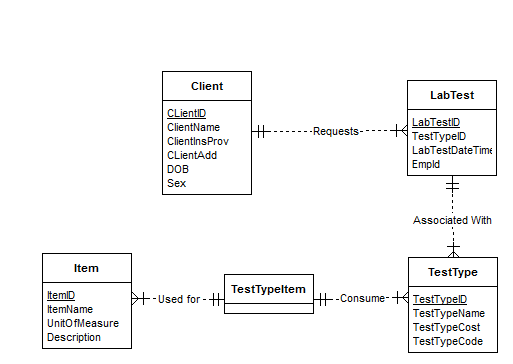 Client
CLientID
ClientName
ClientInsProv
CLientAdd
DOB
Sex
Requests
LabTest
LabTestID
TestTypeID
LabTestDateTime
EmpId
Associated With
Item
ItemID
ItemName
UnitOfMeasure
Description
Used for
TestTypeItem
Consume
TestType
TestTypeID
TestTypeName
TestTypeCost
TestTypeCode